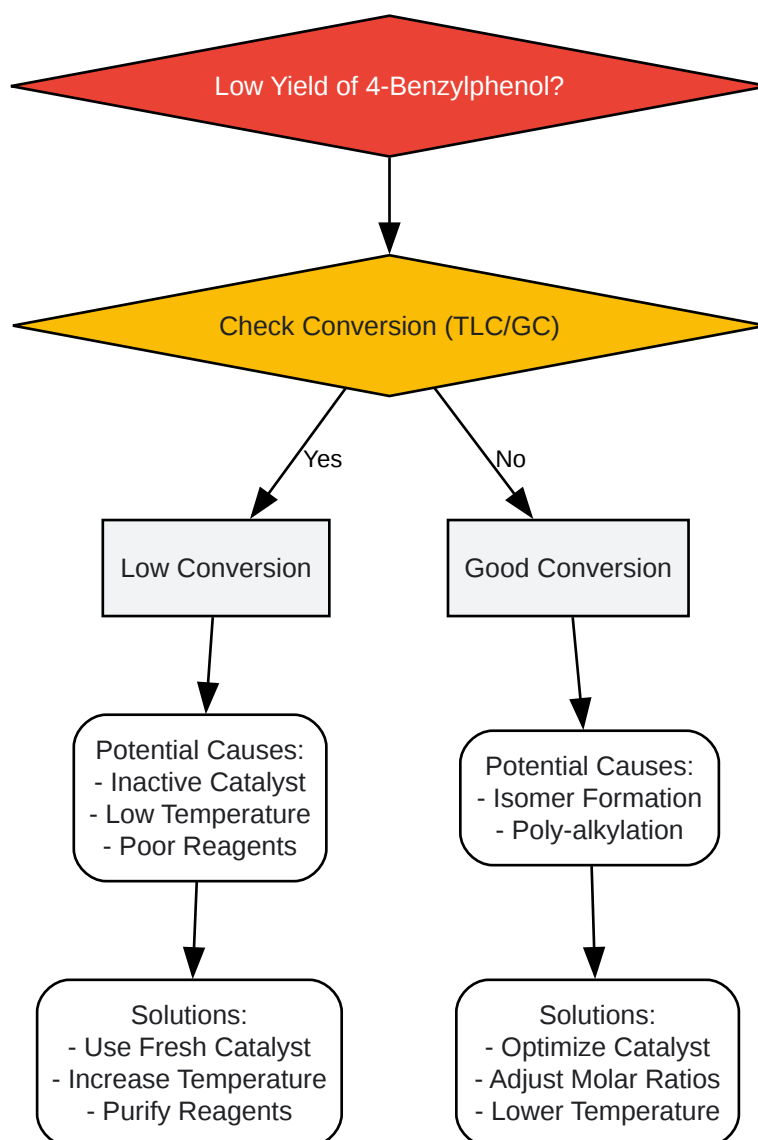 Low Yield of 4-Benzylphenol?
Check Conversion (TLC/GC)
Yes
No
Low Conversion
Good Conversion
Potential Causes:
- Inactive Catalyst
- Low Temperature
- Poor Reagents
Potential Causes:
- Isomer Formation
- Poly-alkylation
Solutions:
- Use Fresh Catalyst
- Increase Temperature
- Purify Reagents
Solutions:
- Optimize Catalyst
- Adjust Molar Ratios
- Lower Temperature